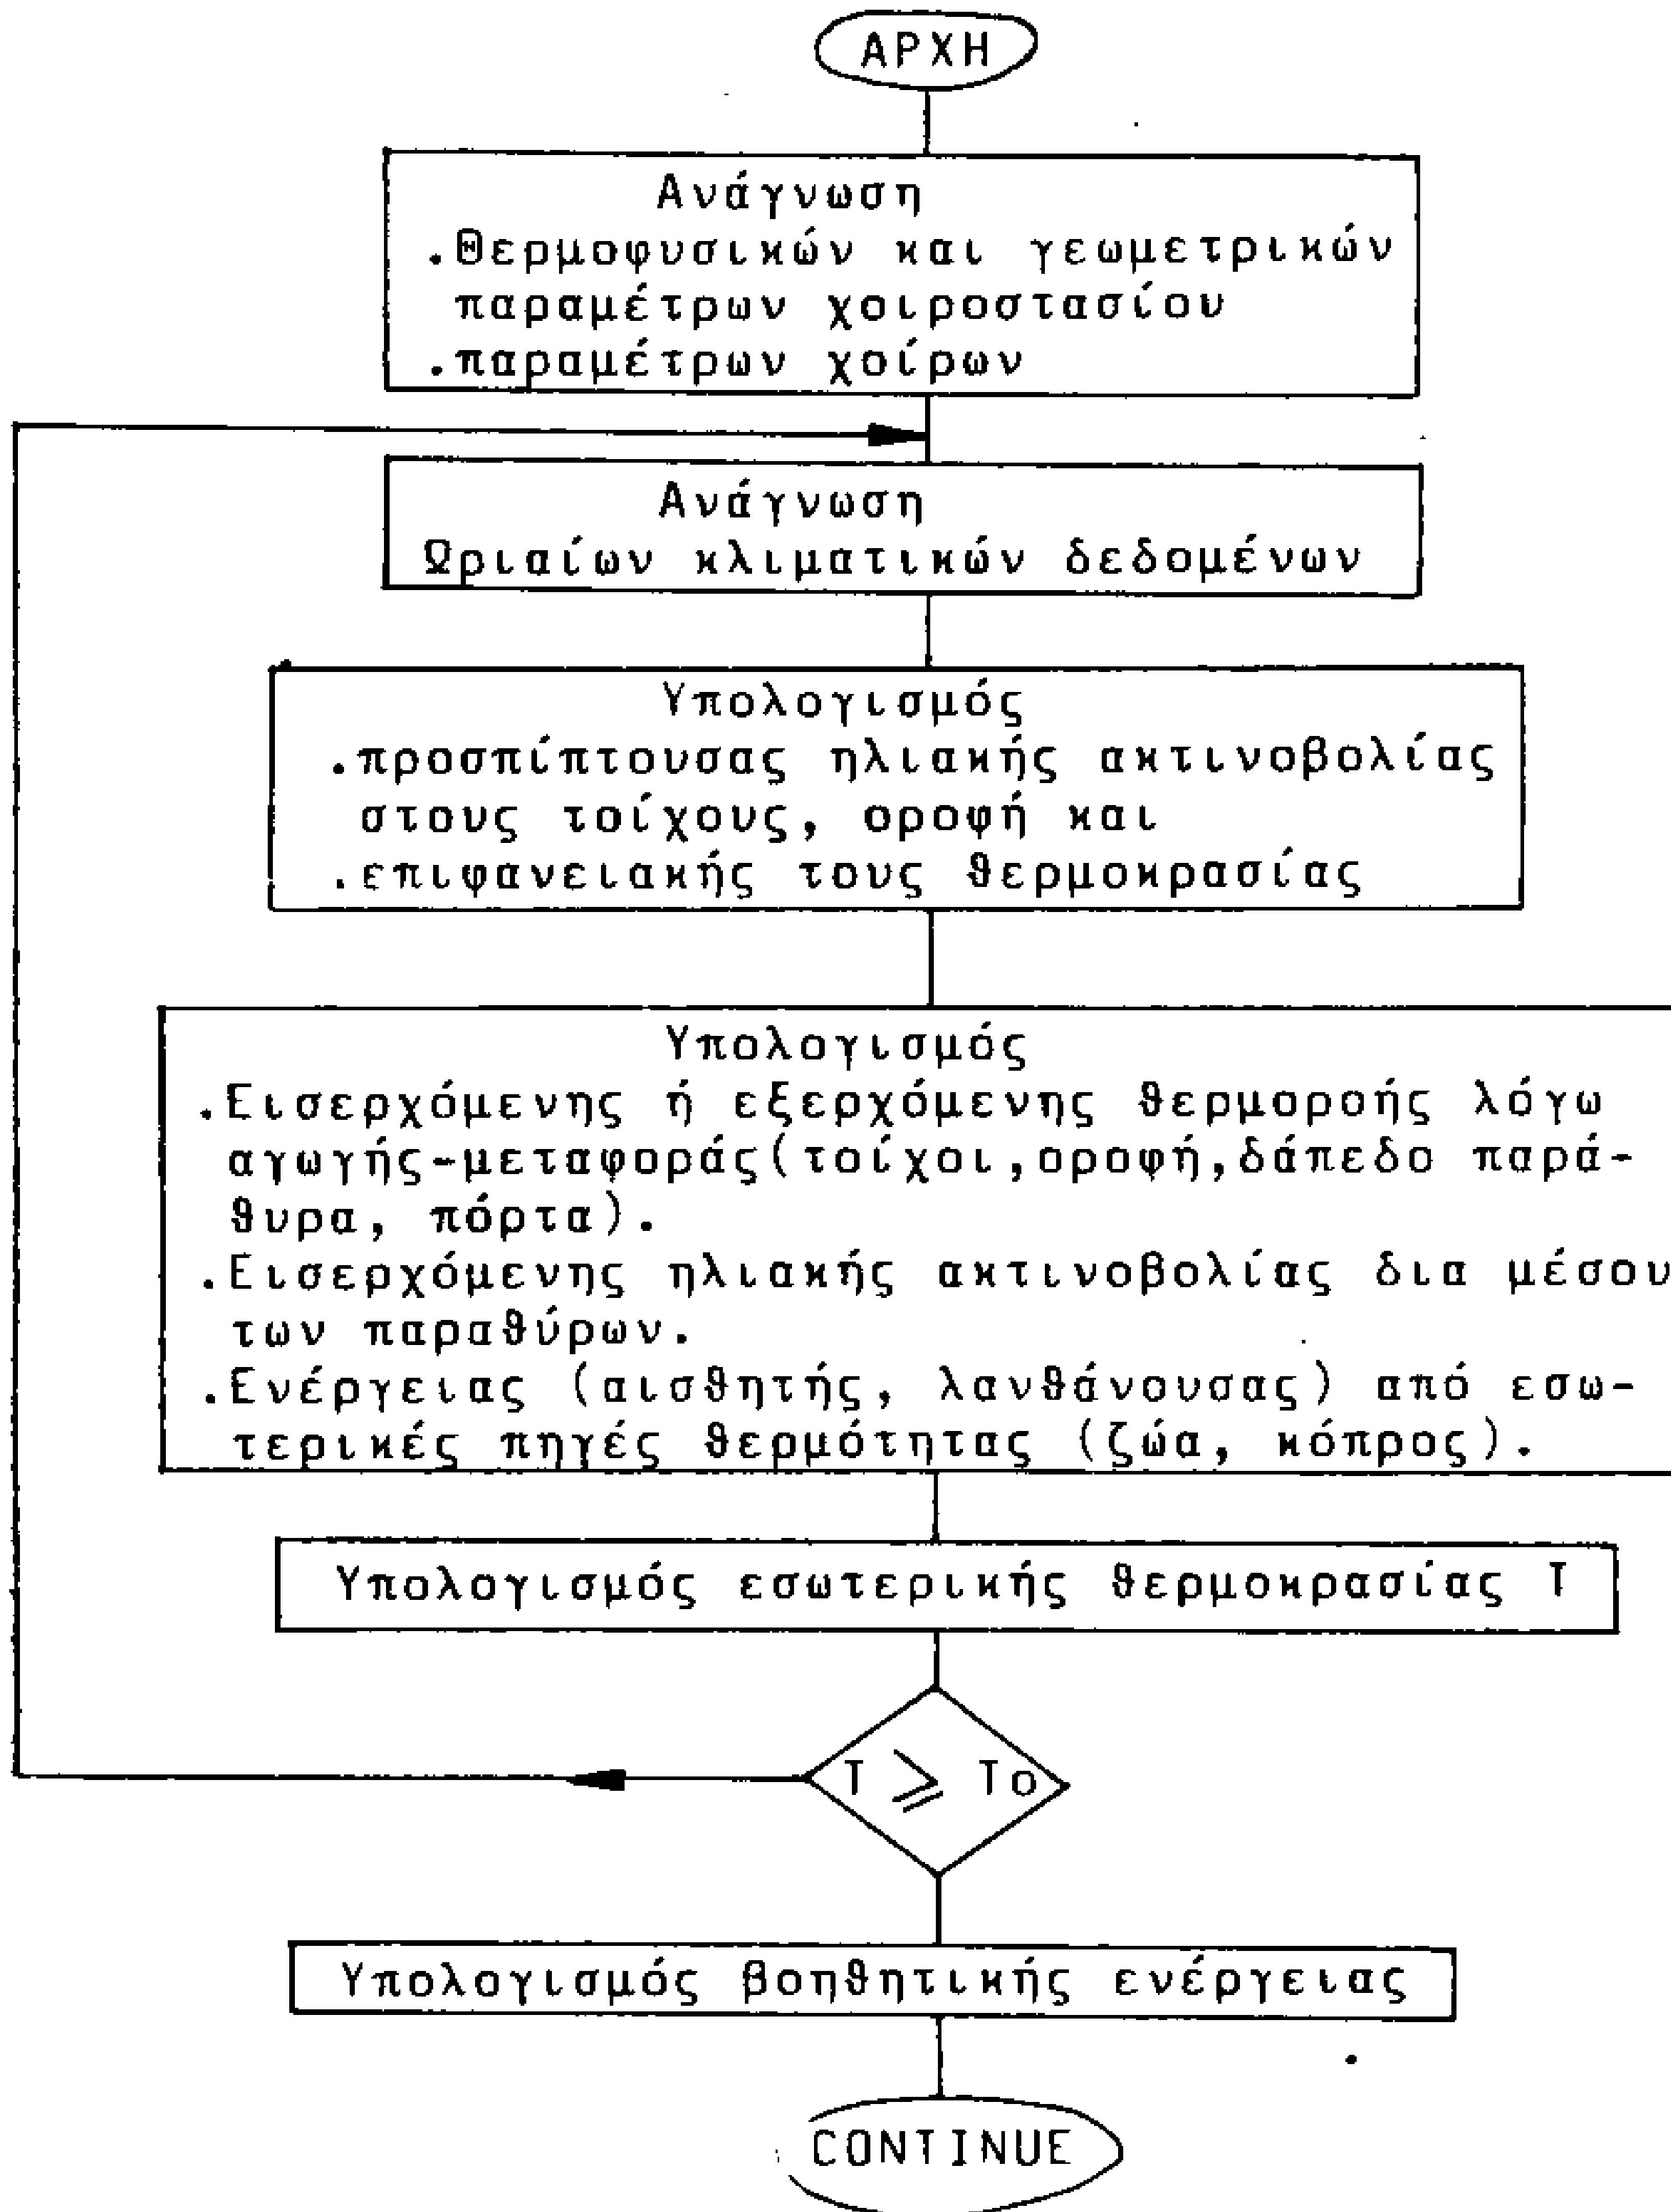 ΑΡΧΗ
Ανάγνωση
.Θερμοφυσικών και γεωμετρικών
παραμέτρων χοιροστασίου
.παραμέτρων χοίρων
Ανάγνωση
Ωριαίων κλιματικών δεδομένων
Υπολογισμός
.προσπίπτουσας ηλιακής ακτινοβολίας
στους τοίχους, οροφή και
.επιφανειακής τους θερμοκρασίας
Υπολογισμός
.Εισερχόμενης ή εξερχόμενης θερμοροής λόγω
αγωγής-μεταφοράς(τοίχοι,οροφή,δάπεδο παρά-
θυρα, πόρτα).
.Εισερχόμενης ηλιακής ακτινοβολίας δια μέσου
των παραθύρων.
.Ενέργειας (αισθητής, λανθάνουσας) από εσω-
τερικές πηγές θερμότητας (ζώα, κόπρος).
Υπολογισμός εσωτερικής θερμοκρασίας Τ
Τ ⩾ Το
Υπολογισμός βοηθητικής ενέργειας
CONTINUE